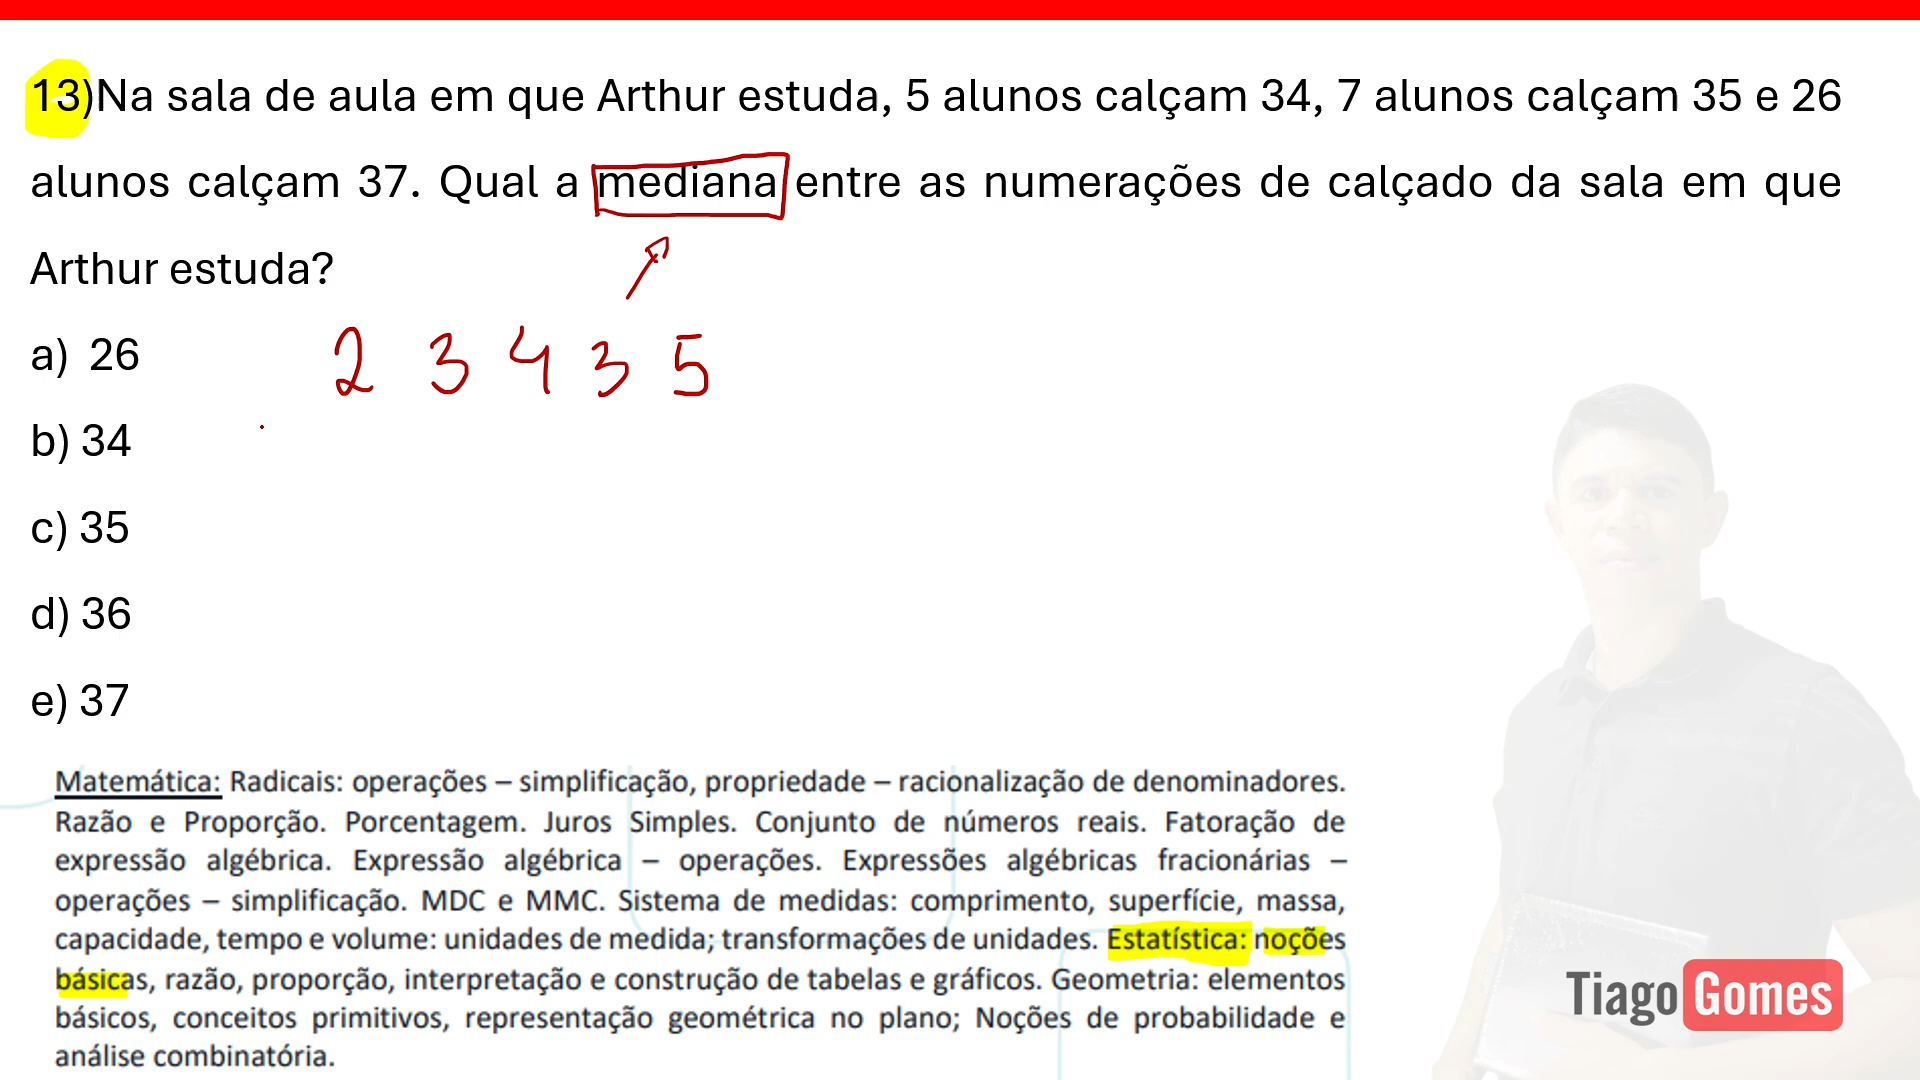 13)Na sala de aula em que Arthur estuda, 5 alunos calçam 34, 7 alunos calçam 35 e 26
alunos calçam 37. Qual a mediana entre as numerações de calçado da sala em que
Arthur estuda?
a) 26
2 3 4 3 5
b) 34
c) 35
d) 36
e) 37
Matemática: Radicais: operações – simplificação, propriedade – racionalização de denominadores.
Razão e Proporção. Porcentagem. Juros Simples. Conjunto de números reais. Fatoração de
expressão algébrica. Expressão algébrica – operações. Expressões algébricas fracionárias –
operações – simplificação. MDC e MMC. Sistema de medidas: comprimento, superfície, massa,
capacidade, tempo e volume: unidades de medida; transformações de unidades. Estatística: noções
básicas, razão, proporção, interpretação e construção de tabelas e gráficos. Geometria: elementos
básicos, conceitos primitivos, representação geométrica no plano; Noções de probabilidade e
análise combinatória.
Tiago Gomes